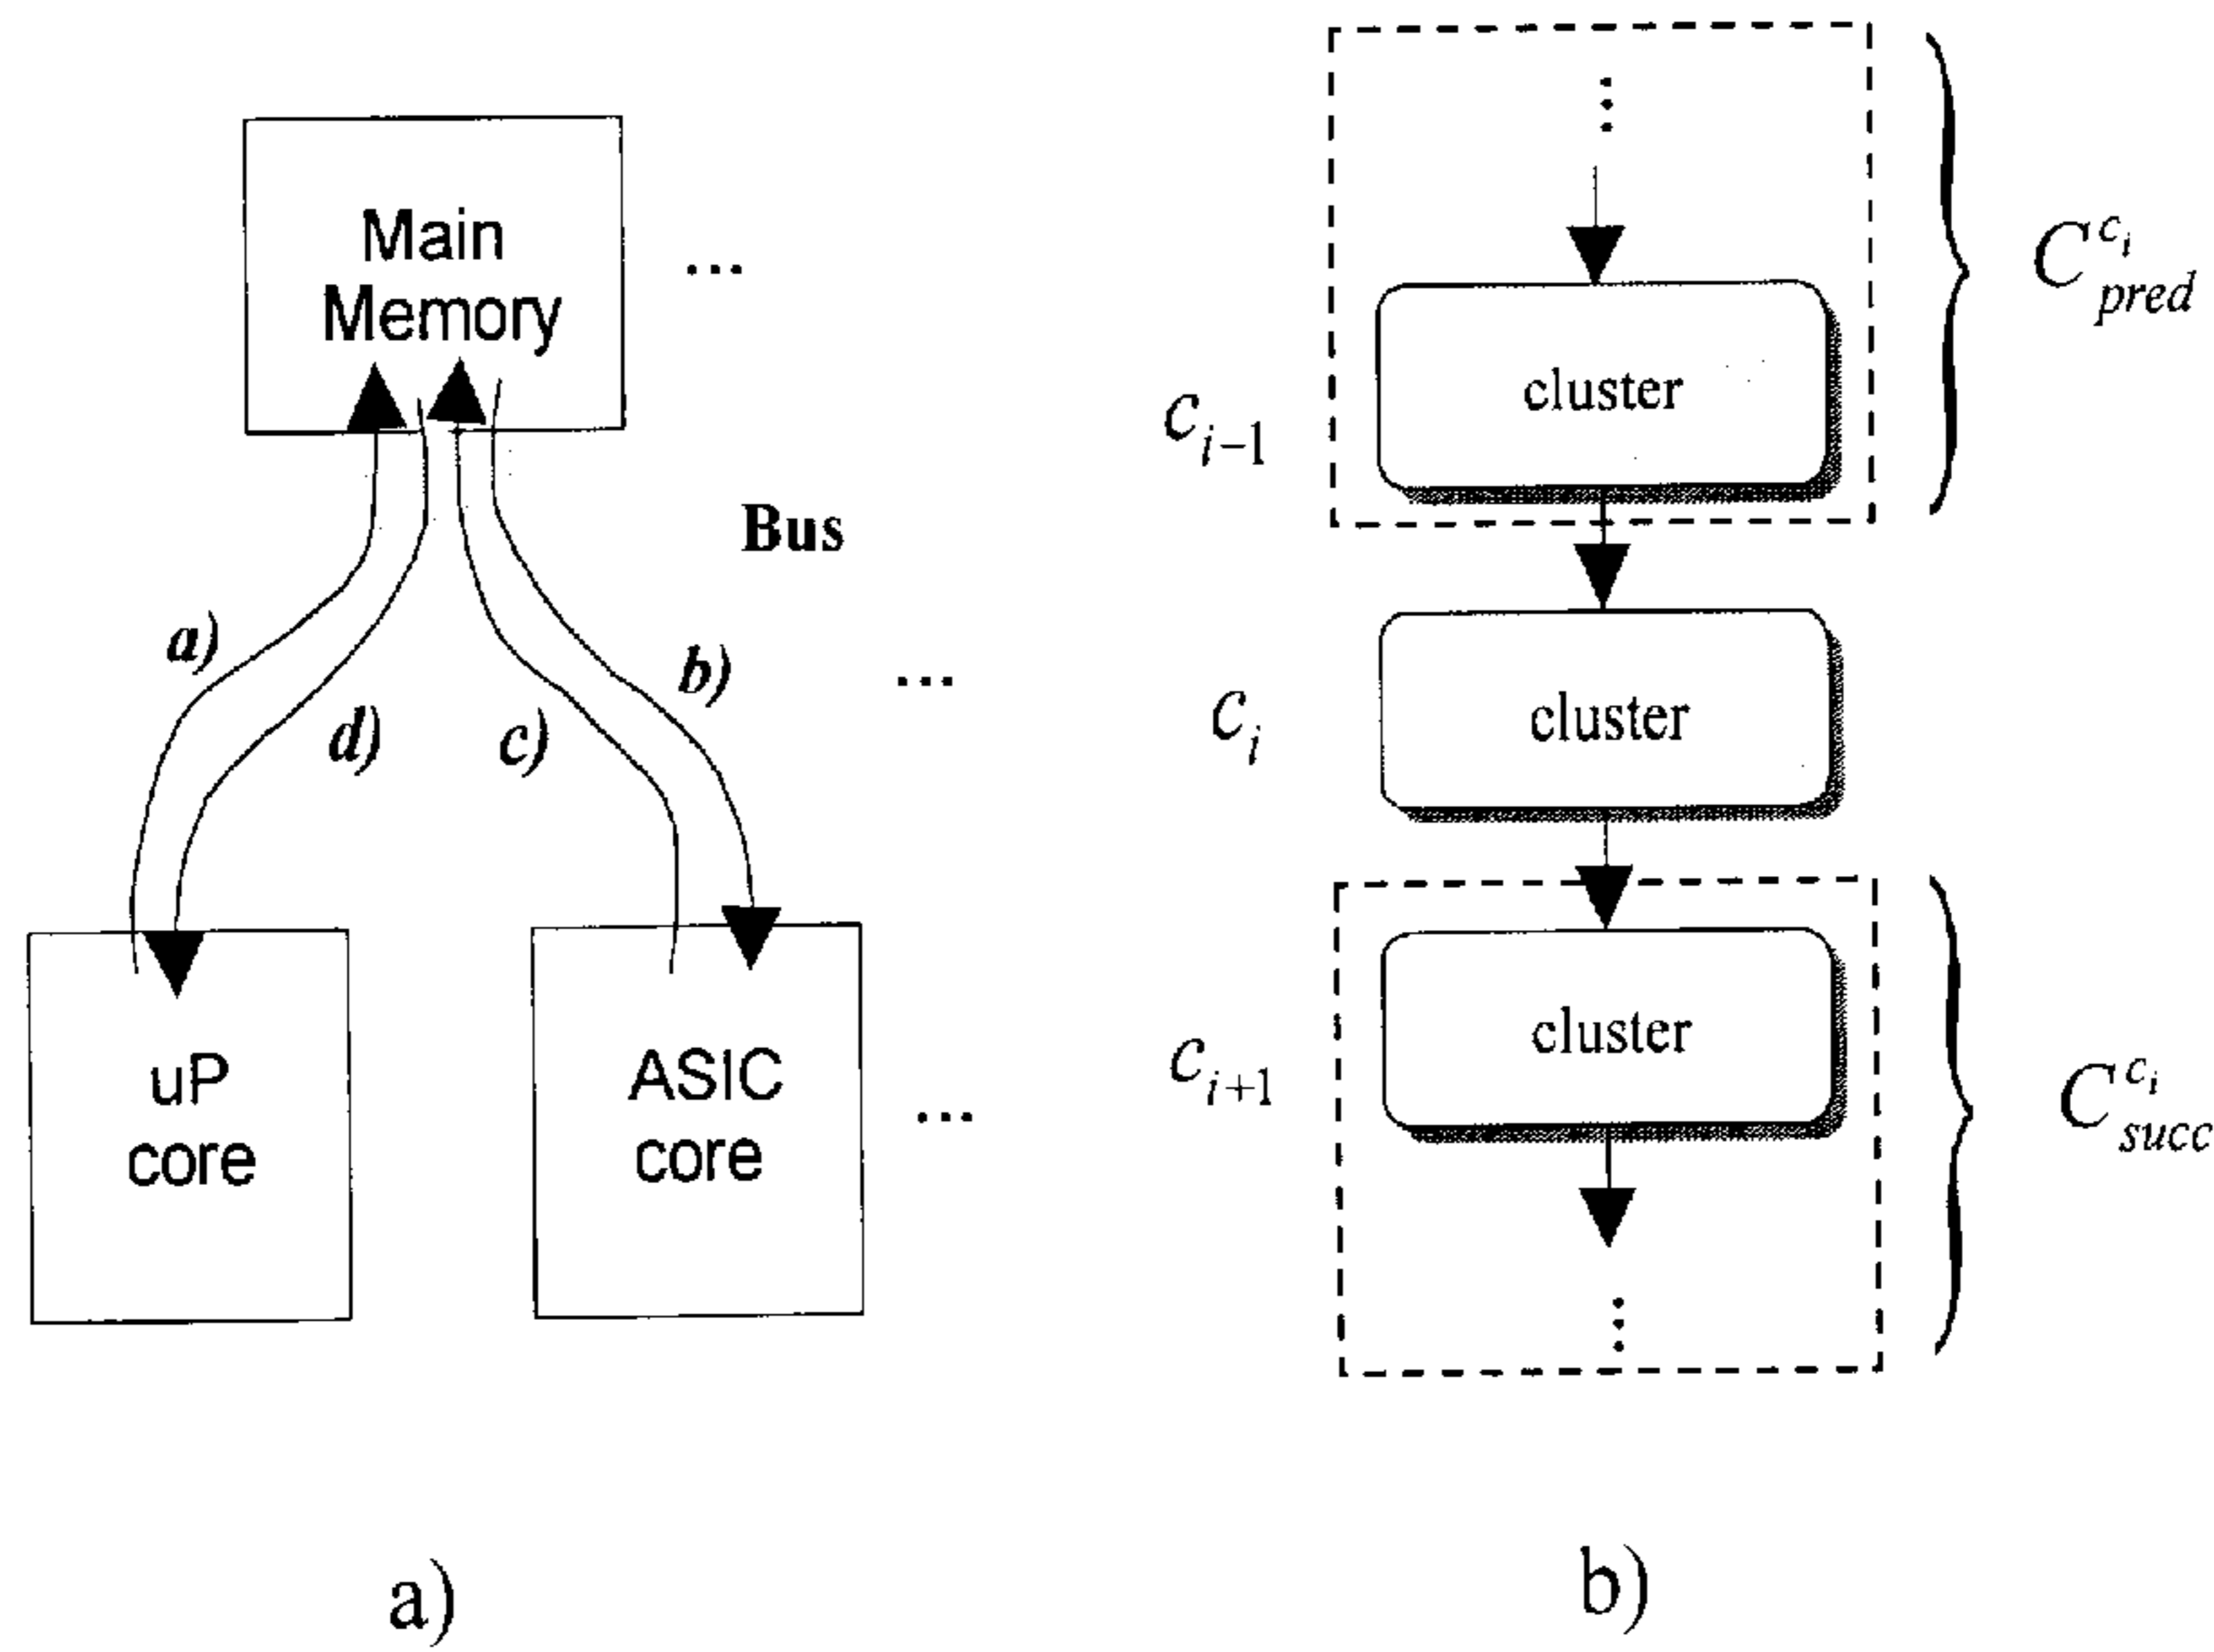 Main
Memory
...
Bus
a)
d)
c)
b)
...
uP
core
ASIC
core
...
cluster
C_{i-1}
C^{c_i}_{pred}
cluster
C_i
cluster
C_{i+1}
C^{c_i}_{succ}
a)
b)